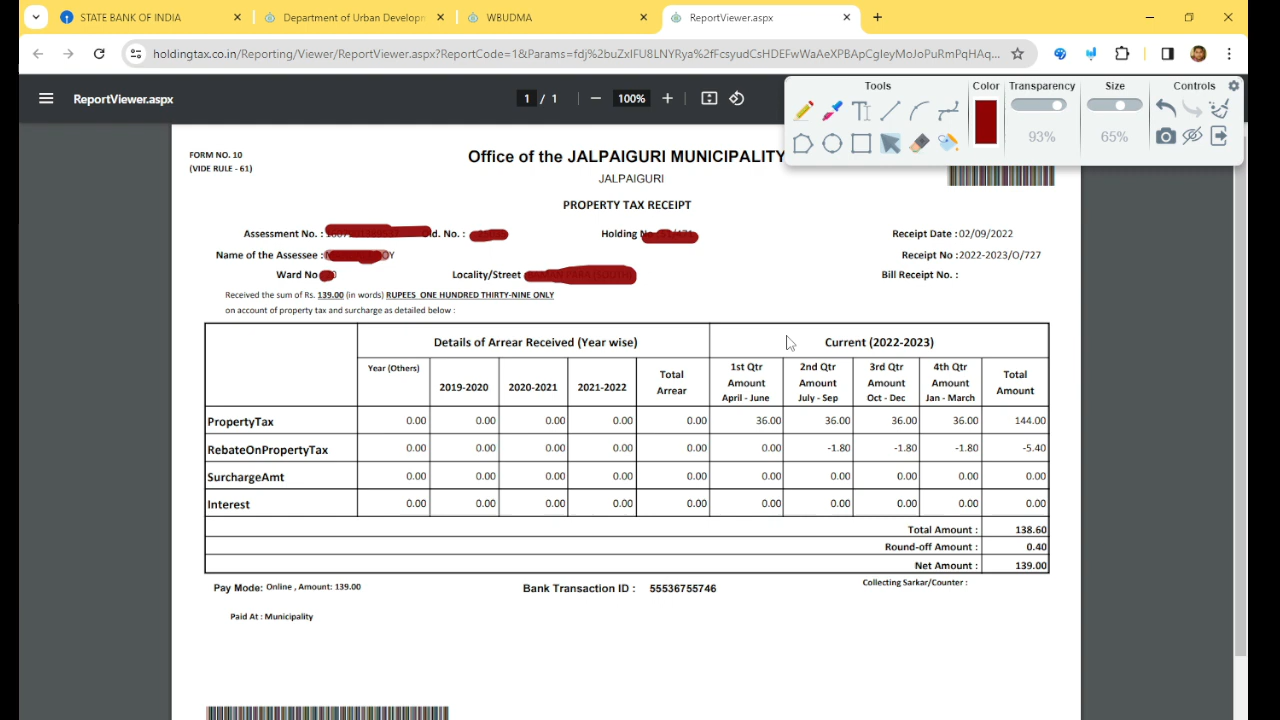 STATE BANK OF INDIA
Department of Urban Developm
WBUDMA
ReportViewer.aspx
holdingtax.co.in/Reporting/Viewer/ReportViewer.aspx?ReportCode=1&Params=fdj%2buZxIFU8LNYRya%2fFcsyudCsHDEFwWaAeXPBApCgIeyMoJoPuRmPqHAq...
ReportViewer.aspx
1 / 1
100%
Tools
Color
Transparency
Size
Controls
93%
65%
FORM NO. 10
(VIDE RULE - 61)
Office of the JALPAIGURI MUNICIPALITY
JALPAIGURI
PROPERTY TAX RECEIPT
Assessment No. : Old. No. : Holding No Receipt Date : 02/09/2022
Name of the Assessee : OY Receipt No :2022-2023/O/727
Ward No Locality/Street : Bill Receipt No. :
Received the sum of Rs. 139.00 (in words) RUPEES ONE HUNDRED THIRTY-NINE ONLY
on account of property tax and surcharge as detailed below :
Details of Arrear Received (Year wise) Current (2022-2023)
Year (Others) 2019-2020 2020-2021 2021-2022 Total Arrear 1st Qtr Amount April - June 2nd Qtr Amount July - Sep 3rd Qtr Amount Oct - Dec 4th Qtr Amount Jan - March Total Amount
PropertyTax 0.00 0.00 0.00 0.00 0.00 36.00 36.00 36.00 36.00 144.00
RebateOnPropertyTax 0.00 0.00 0.00 0.00 0.00 0.00 -1.80 -1.80 -1.80 -5.40
SurchargeAmt 0.00 0.00 0.00 0.00 0.00 0.00 0.00 0.00 0.00 0.00
Interest 0.00 0.00 0.00 0.00 0.00 0.00 0.00 0.00 0.00 0.00
Total Amount : 138.60
Round-off Amount : 0.40
Net Amount : 139.00
Pay Mode: Online , Amount: 139.00 Bank Transaction ID : 55536755746 Collecting Sarkar/Counter :
Paid At : Municipality